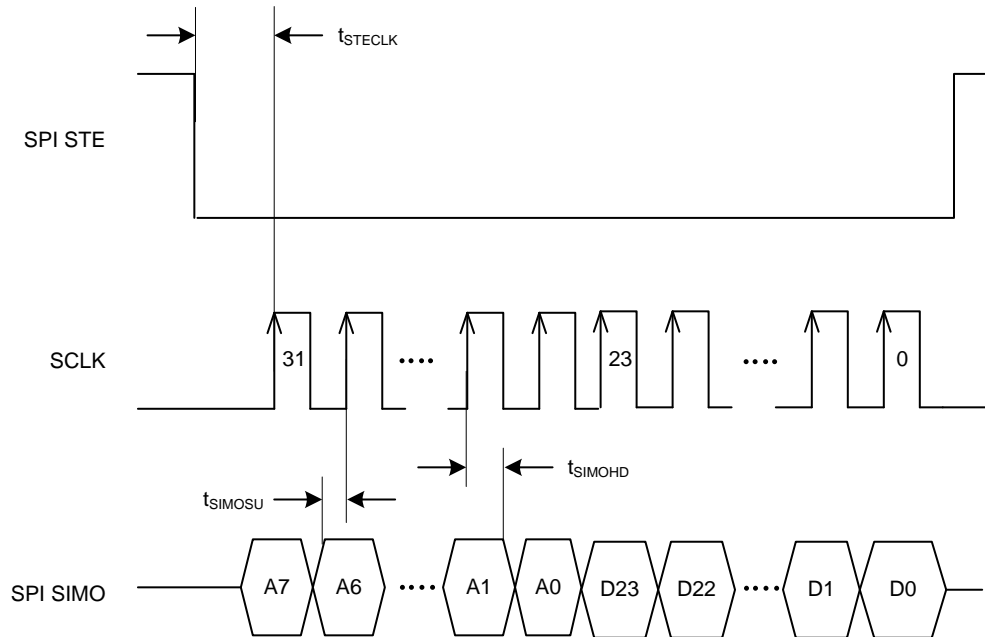 tSTECLK
SPI STE
SCLK
31
....
23
....
0
tSIMOHD
tSIMOSU
SPI SIMO
A7
A6
....
A1
A0
D23
D22
....
D1
D0